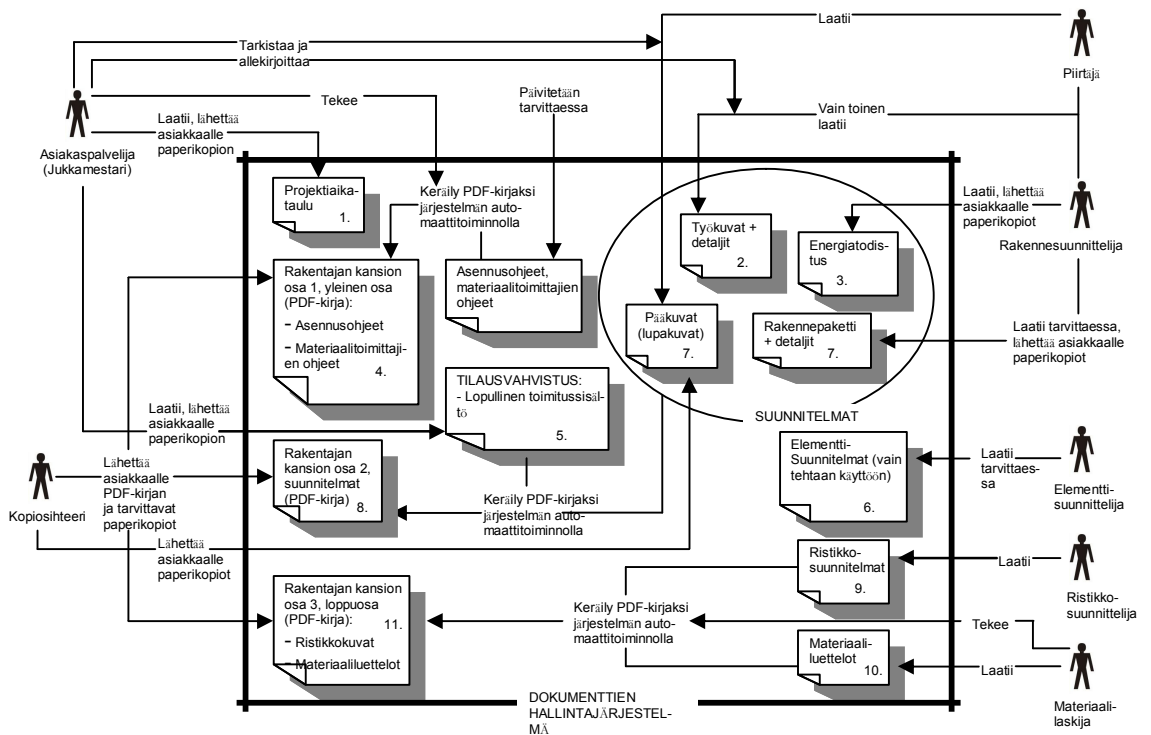 Laatii
Tarkistaa ja
allekirjoittaa
Piirtäjä
Tekee
Päivitetään
tarvittaessa
Vain toinen
laatii
Laatii, lähettää
asiakkaalle
paperikopion
Asiakaspalvelija
(Jukkamestari)
Projektiaika-
taulu
1.
Keräily PDF-kirjaksi
järjestelmän auto-
maattitoiminnolla
Työkuvat +
detaljit
2.
Energiatodis-
tus
3.
Laatii, lähettää
asiakkaalle
paperikopiot
Rakennesuunnittelija
Rakentajan kansion
osa 1, yleinen osa
(PDF-kirja):
- Asennusohjeet
- Materiaalitoimittaji-
en ohjeet
4.
Asennusohjeet,
materiaalitoimittajien
ohjeet
Pääkuvat
(lupakuvat)
7.
Rakennepaketti
+ detaljit
7.
Laatii tarvittaessa,
lähettää asiakkaalle
paperikopiot
TILAUSVAHVISTUS:
- Lopullinen toimitussisäl-
tö
5.
SUUNNITELMAT
Laatii, lähettää
asiakkaalle
paperikopion
Rakentajan
kansion osa 2,
suunnitelmat
(PDF-kirja)
8.
Elementti-
Suunnitelmat (vain
tehtaan käyttöön)
6.
Laatii
tarvittaes-
sa
Elementti-
suunnittelija
Lähettää
asiakkaalle
PDF-kirjan
ja tarvittavat
paperikopiot
Kopiosihteeri
Keräily PDF-kirjaksi
järjestelmän auto-
maattitoiminnolla
Lähettää
asiakkaalle
paperikopiot
Ristikko-
suunnitelmat
9.
Laatii
Ristikko-
suunnittelija
Rakentajan kansion
osa 3, loppuosa
(PDF-kirja):
11.
- Ristikkokuvat
- Materiaaliluettelot
Keräily PDF-kirjaksi
järjestelmän auto-
maattitoiminnolla
Tekee
Materiaali-
luettelot
10.
Laatii
Materiaali-
laskija
DOKUMENTTIEN
HALLINTAJÄRJESTEL-
MÄ